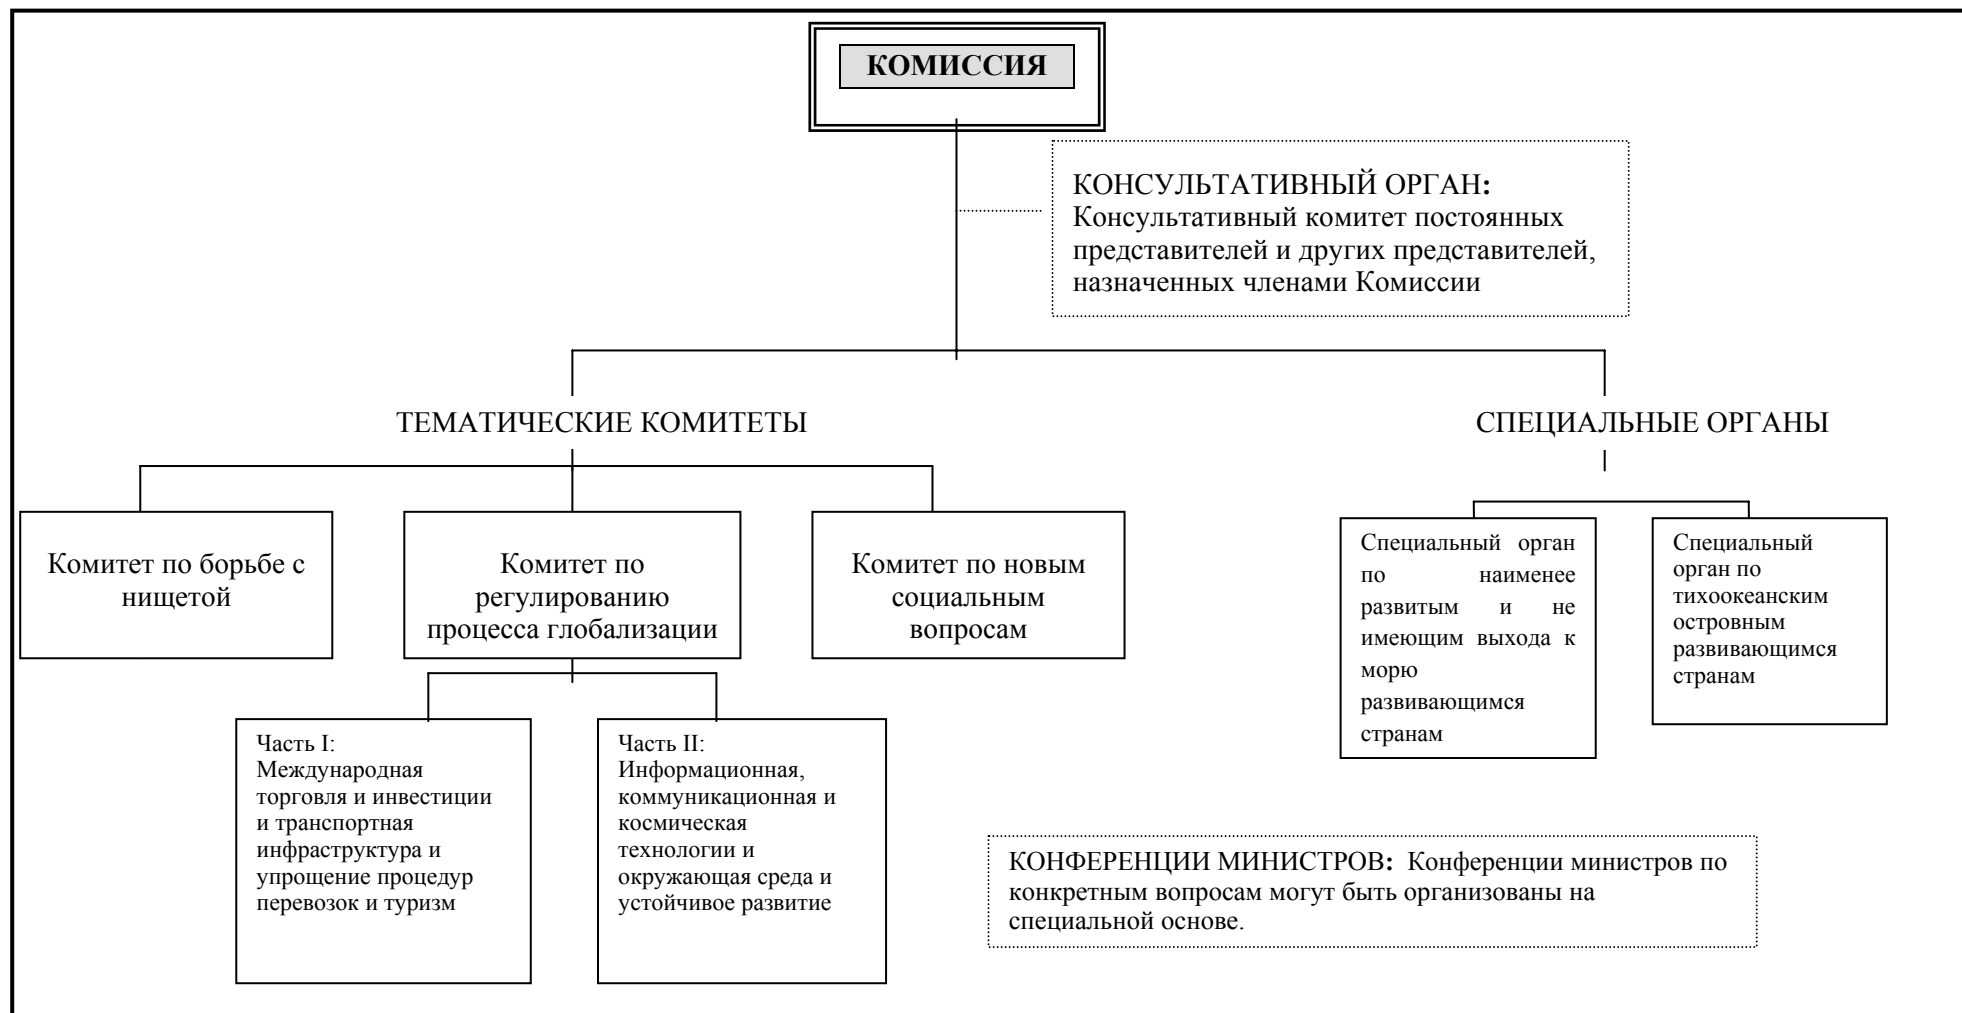 КОМИССИЯ
КОНСУЛЬТАТИВНЫЙ ОРГАН:
Консультативный комитет постоянных
представителей и других представителей,
назначенных членами Комиссии
ТЕМАТИЧЕСКИЕ КОМИТЕТЫ
СПЕЦИАЛЬНЫЕ ОРГАНЫ
Комитет по борьбе с
нищетой
Комитет по
регулированию
процесса глобализации
Комитет по новым
социальным
вопросам
Специальный орган
по наименее
развитым и не
имеющим выхода к
морю
развивающимся
странам
Специальный
орган по
тихоокеанским
островным
развивающимся
странам
Часть I:
Международная
торговля и инвестиции
и транспортная
инфраструктура и
упрощение процедур
перевозок и туризм
Часть II:
Информационная,
коммуникационная и
космическая
технологии и
окружающая среда и
устойчивое развитие
КОНФЕРЕНЦИИ МИНИСТРОВ: Конференции министров по
конкретным вопросам могут быть организованы на
специальной основе.